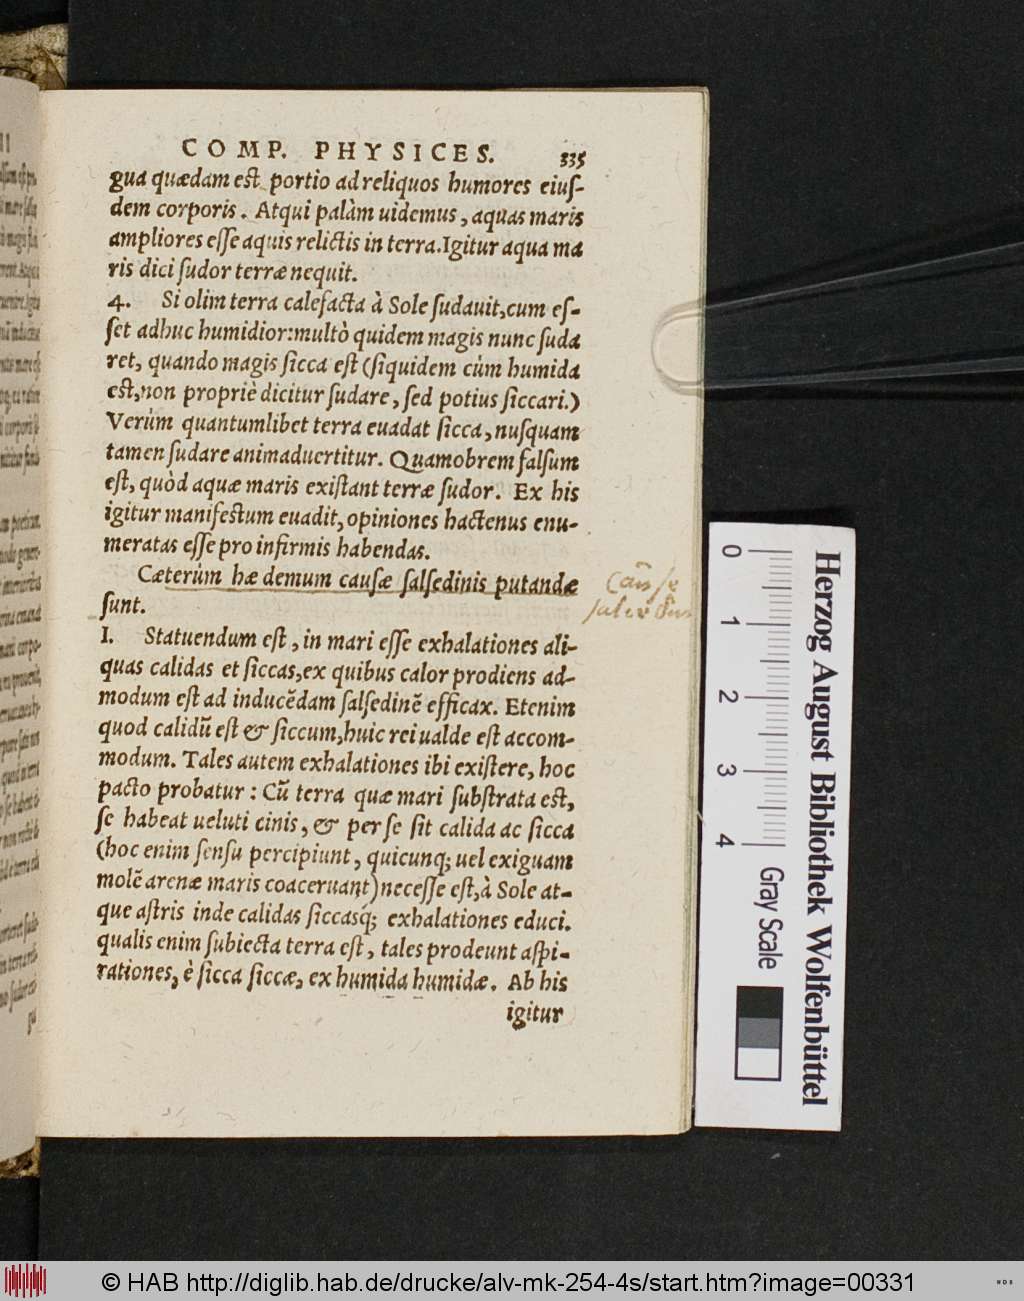 COMP. PHYSICES. 335
gua quædam est portio ad reliquos humores eiuſ-
dem corporis. Atqui palàm uidemus, aquas maris
ampliores eſſe aquis relictis in terra. Igitur aqua ma
ris dici ſudor terræ nequit.
4. Si olim terra calefacta à Sole ſudauit, cum eſ-
ſet adhuc humidior: multò quidem magis nunc ſuda
ret, quando magis ſicca eſt (ſiquidem cùm humida
eſt, non propriè dicitur ſudare, ſed potius ſiccari.)
Verùm quantumlibet terra euadat ſicca, nuſquam
tamen ſudare animaduertitur. Quamobrem falſum
eſt, quòd aquæ maris exiſtant terræ ſudor. Ex his
igitur manifeſtum euadit, opiniones hactenus enu-
meratas eſſe pro infirmis habendas.
Cæterùm hæ demum cauſæ ſalſedinis putandæ
ſunt.
1. Statuendum eſt, in mari eſſe exhalationes ali-
quas calidas et ſiccas, ex quibus calor prodiens ad-
modum eſt ad inducẽdam ſalſedinẽ efficax. Etenim
quod calidũ eſt & ſiccum, huic rei ualde eſt accom-
modum. Tales autem exhalationes ibi exiſtere, hoc
pacto probatur: Cũ terra quæ mari ſubſtrata eſt,
ſe habeat ueluti cinis, & per ſe ſit calida ac ſicca
(hoc enim ſenſu percipiunt, quicunq; uel exiguam
molẽ arenæ maris coaceruant) neceſſe eſt, à Sole at-
que aſtris inde calidas ſiccasq́; exhalationes educi.
qualis enim ſubiecta terra eſt, tales prodeunt aſpi-
rationes, è ſicca ſiccæ, ex humida humidæ. Ab his
igitur
0 1 2 3 4
Gray Scale
Herzog August Bibliothek Wolfenbüttel
© HAB http://diglib.hab.de/drucke/alv-mk-254-4s/start.htm?image=00331